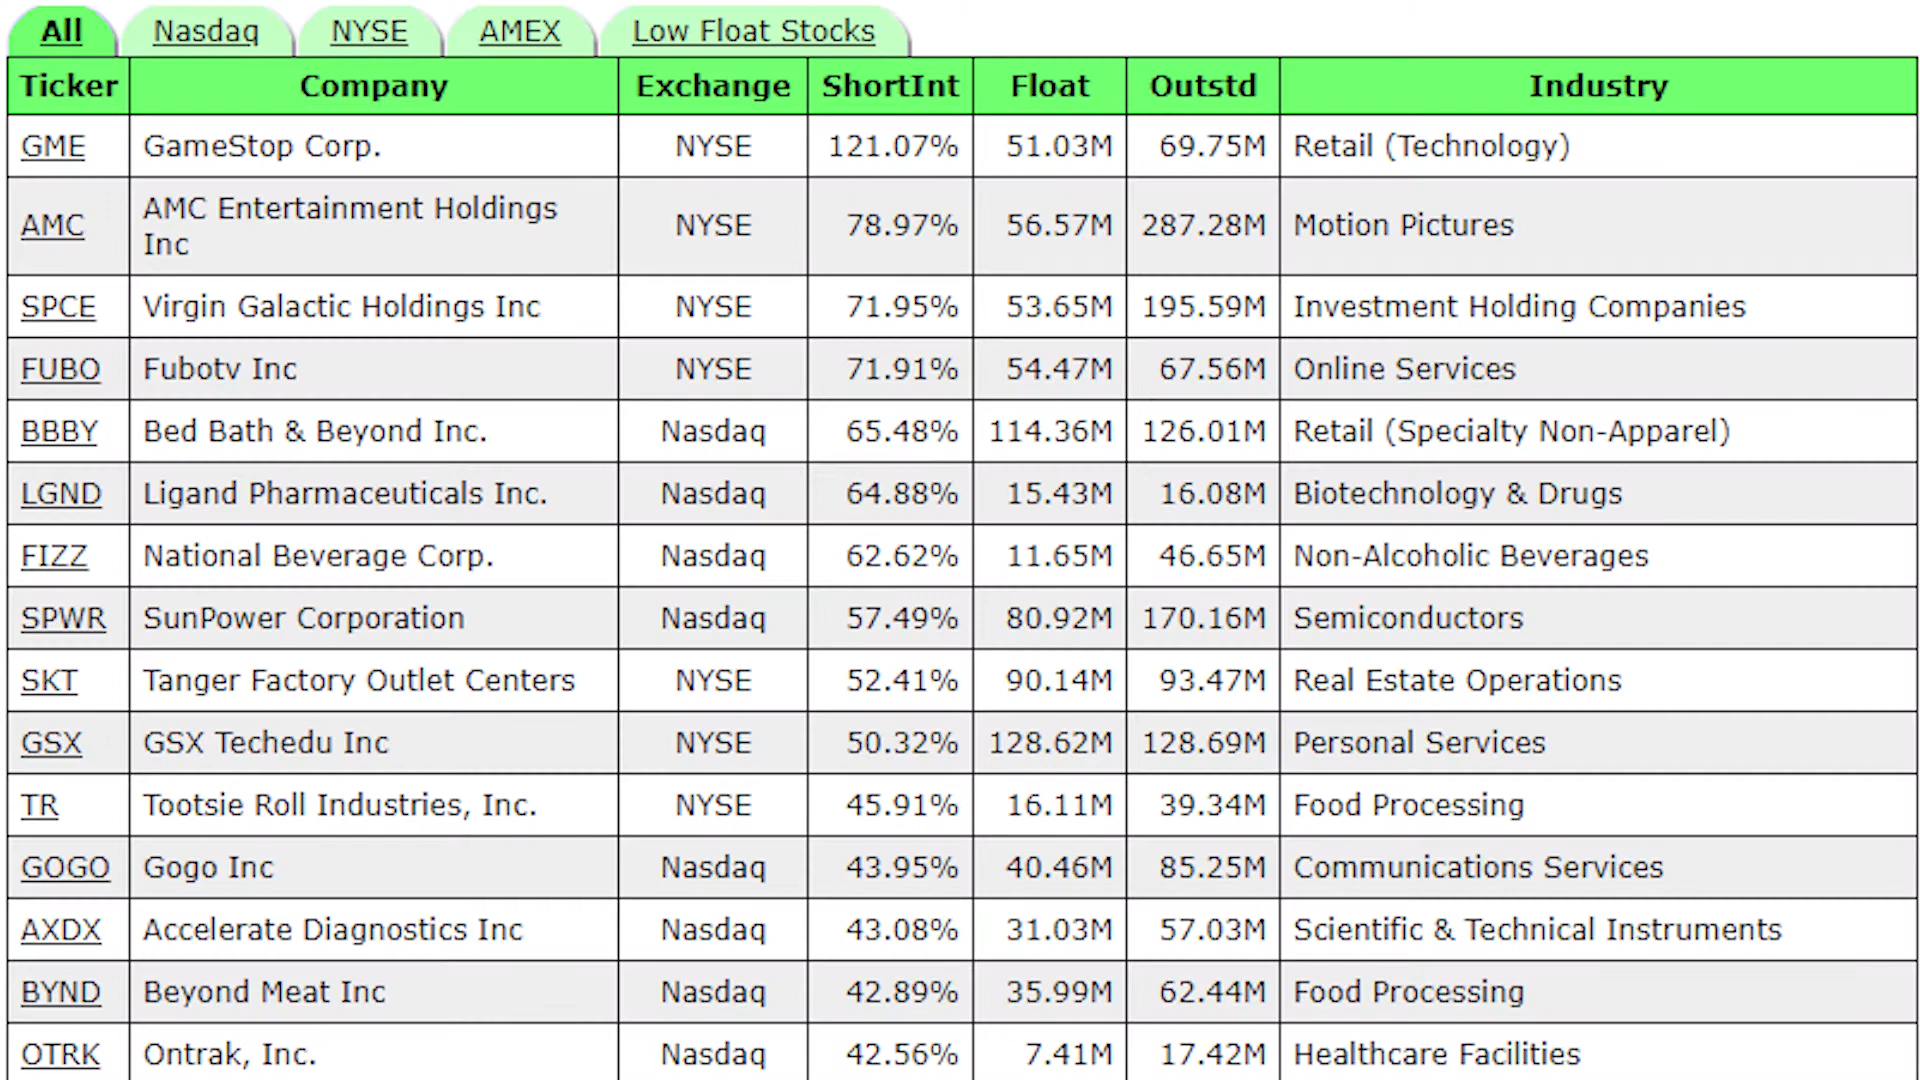 All Nasdaq NYSE AMEX Low Float Stocks
Ticker Company Exchange ShortInt Float Outstd Industry
GME GameStop Corp. NYSE 121.07% 51.03M 69.75M Retail (Technology)
AMC AMC Entertainment Holdings Inc NYSE 78.97% 56.57M 287.28M Motion Pictures
SPCE Virgin Galactic Holdings Inc NYSE 71.95% 53.65M 195.59M Investment Holding Companies
FUBO Fubotv Inc NYSE 71.91% 54.47M 67.56M Online Services
BBBY Bed Bath & Beyond Inc. Nasdaq 65.48% 114.36M 126.01M Retail (Specialty Non-Apparel)
LGND Ligand Pharmaceuticals Inc. Nasdaq 64.88% 15.43M 16.08M Biotechnology & Drugs
FIZZ National Beverage Corp. Nasdaq 62.62% 11.65M 46.65M Non-Alcoholic Beverages
SPWR SunPower Corporation Nasdaq 57.49% 80.92M 170.16M Semiconductors
SKT Tanger Factory Outlet Centers NYSE 52.41% 90.14M 93.47M Real Estate Operations
GSX GSX Techedu Inc NYSE 50.32% 128.62M 128.69M Personal Services
TR Tootsie Roll Industries, Inc. NYSE 45.91% 16.11M 39.34M Food Processing
GOGO Gogo Inc Nasdaq 43.95% 40.46M 85.25M Communications Services
AXDX Accelerate Diagnostics Inc Nasdaq 43.08% 31.03M 57.03M Scientific & Technical Instruments
BYND Beyond Meat Inc Nasdaq 42.89% 35.99M 62.44M Food Processing
OTRK Ontrak, Inc. Nasdaq 42.56% 7.41M 17.42M Healthcare Facilities